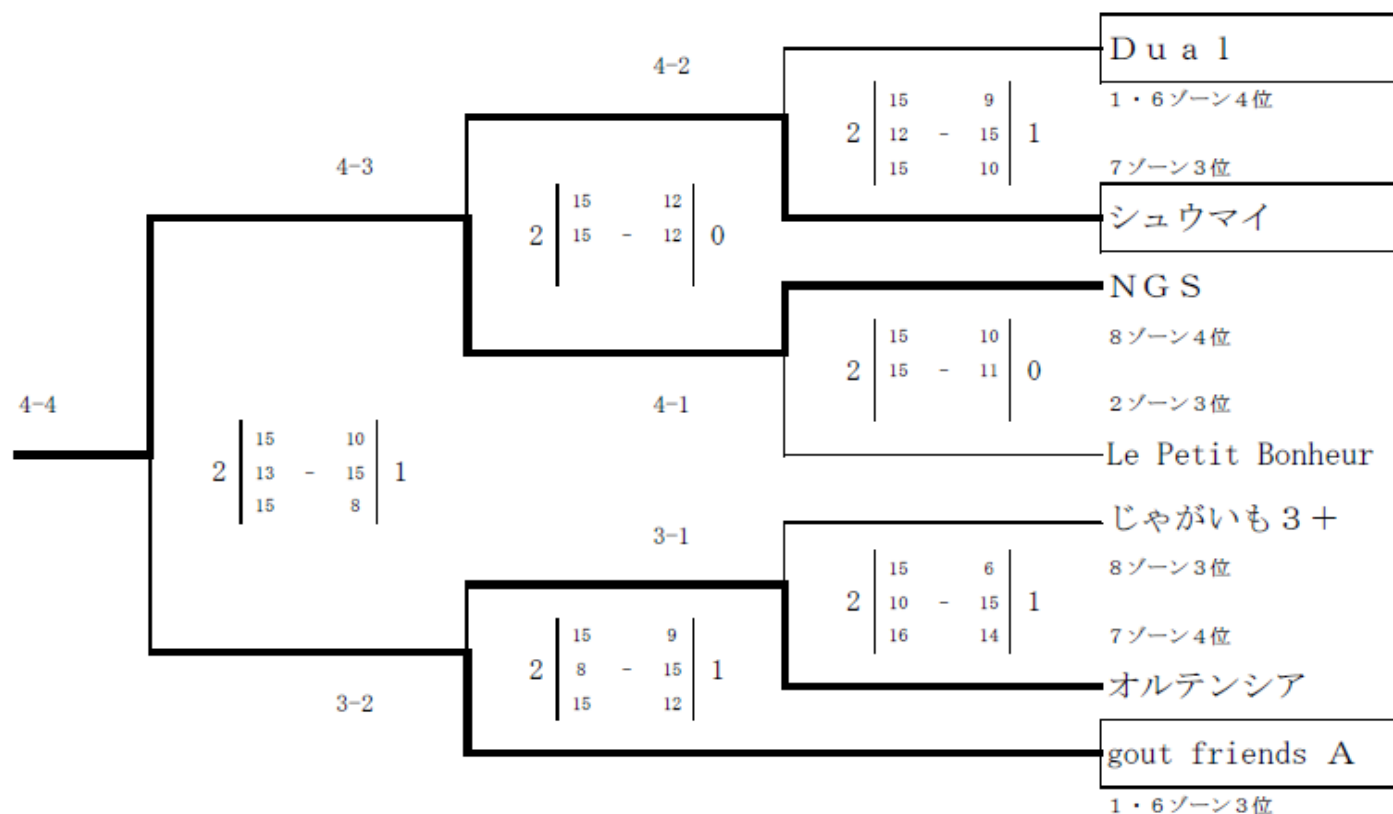 4-2
Ｄｕａｌ
１・６ゾーン４位
15 9
2 12 - 15 1
15 10
4-3
７ゾーン３位
シュウマイ
15 12
2 15 - 12 0
ＮＧＳ
８ゾーン４位
15 10
2 15 - 11 0
4-4
4-1
２ゾーン３位
Le Petit Bonheur
15 10
2 13 - 15 1
15 8
3-1
じゃがいも３＋
８ゾーン３位
15 6
2 10 - 15 1
16 14
７ゾーン４位
オルテンシア
15 9
2 8 - 15 1
15 12
3-2
gout friends Ａ
１・６ゾーン３位